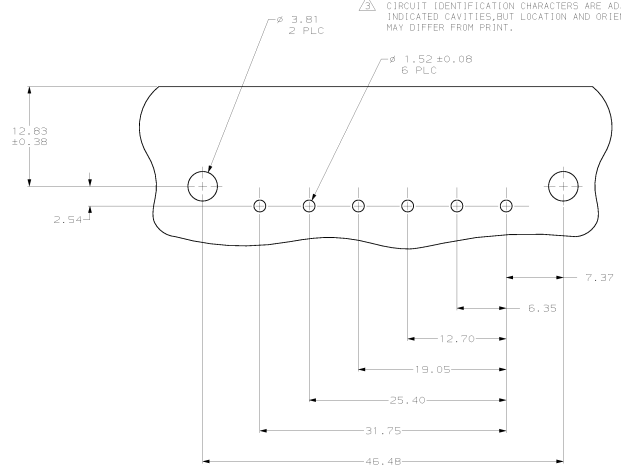 3 CIRCUIT IDENTIFICATION CHARACTERS ARE
INDICATED CAVITIES,BUT LOCATION AND
MAY DIFFER FROM PRINT.
ø 3.81
2 PLC
ø 1.52 ±0.08
6 PLC
12.83
±0.38
2.54
7.37
6.35
12.70
19.05
25.40
31.75
46.48